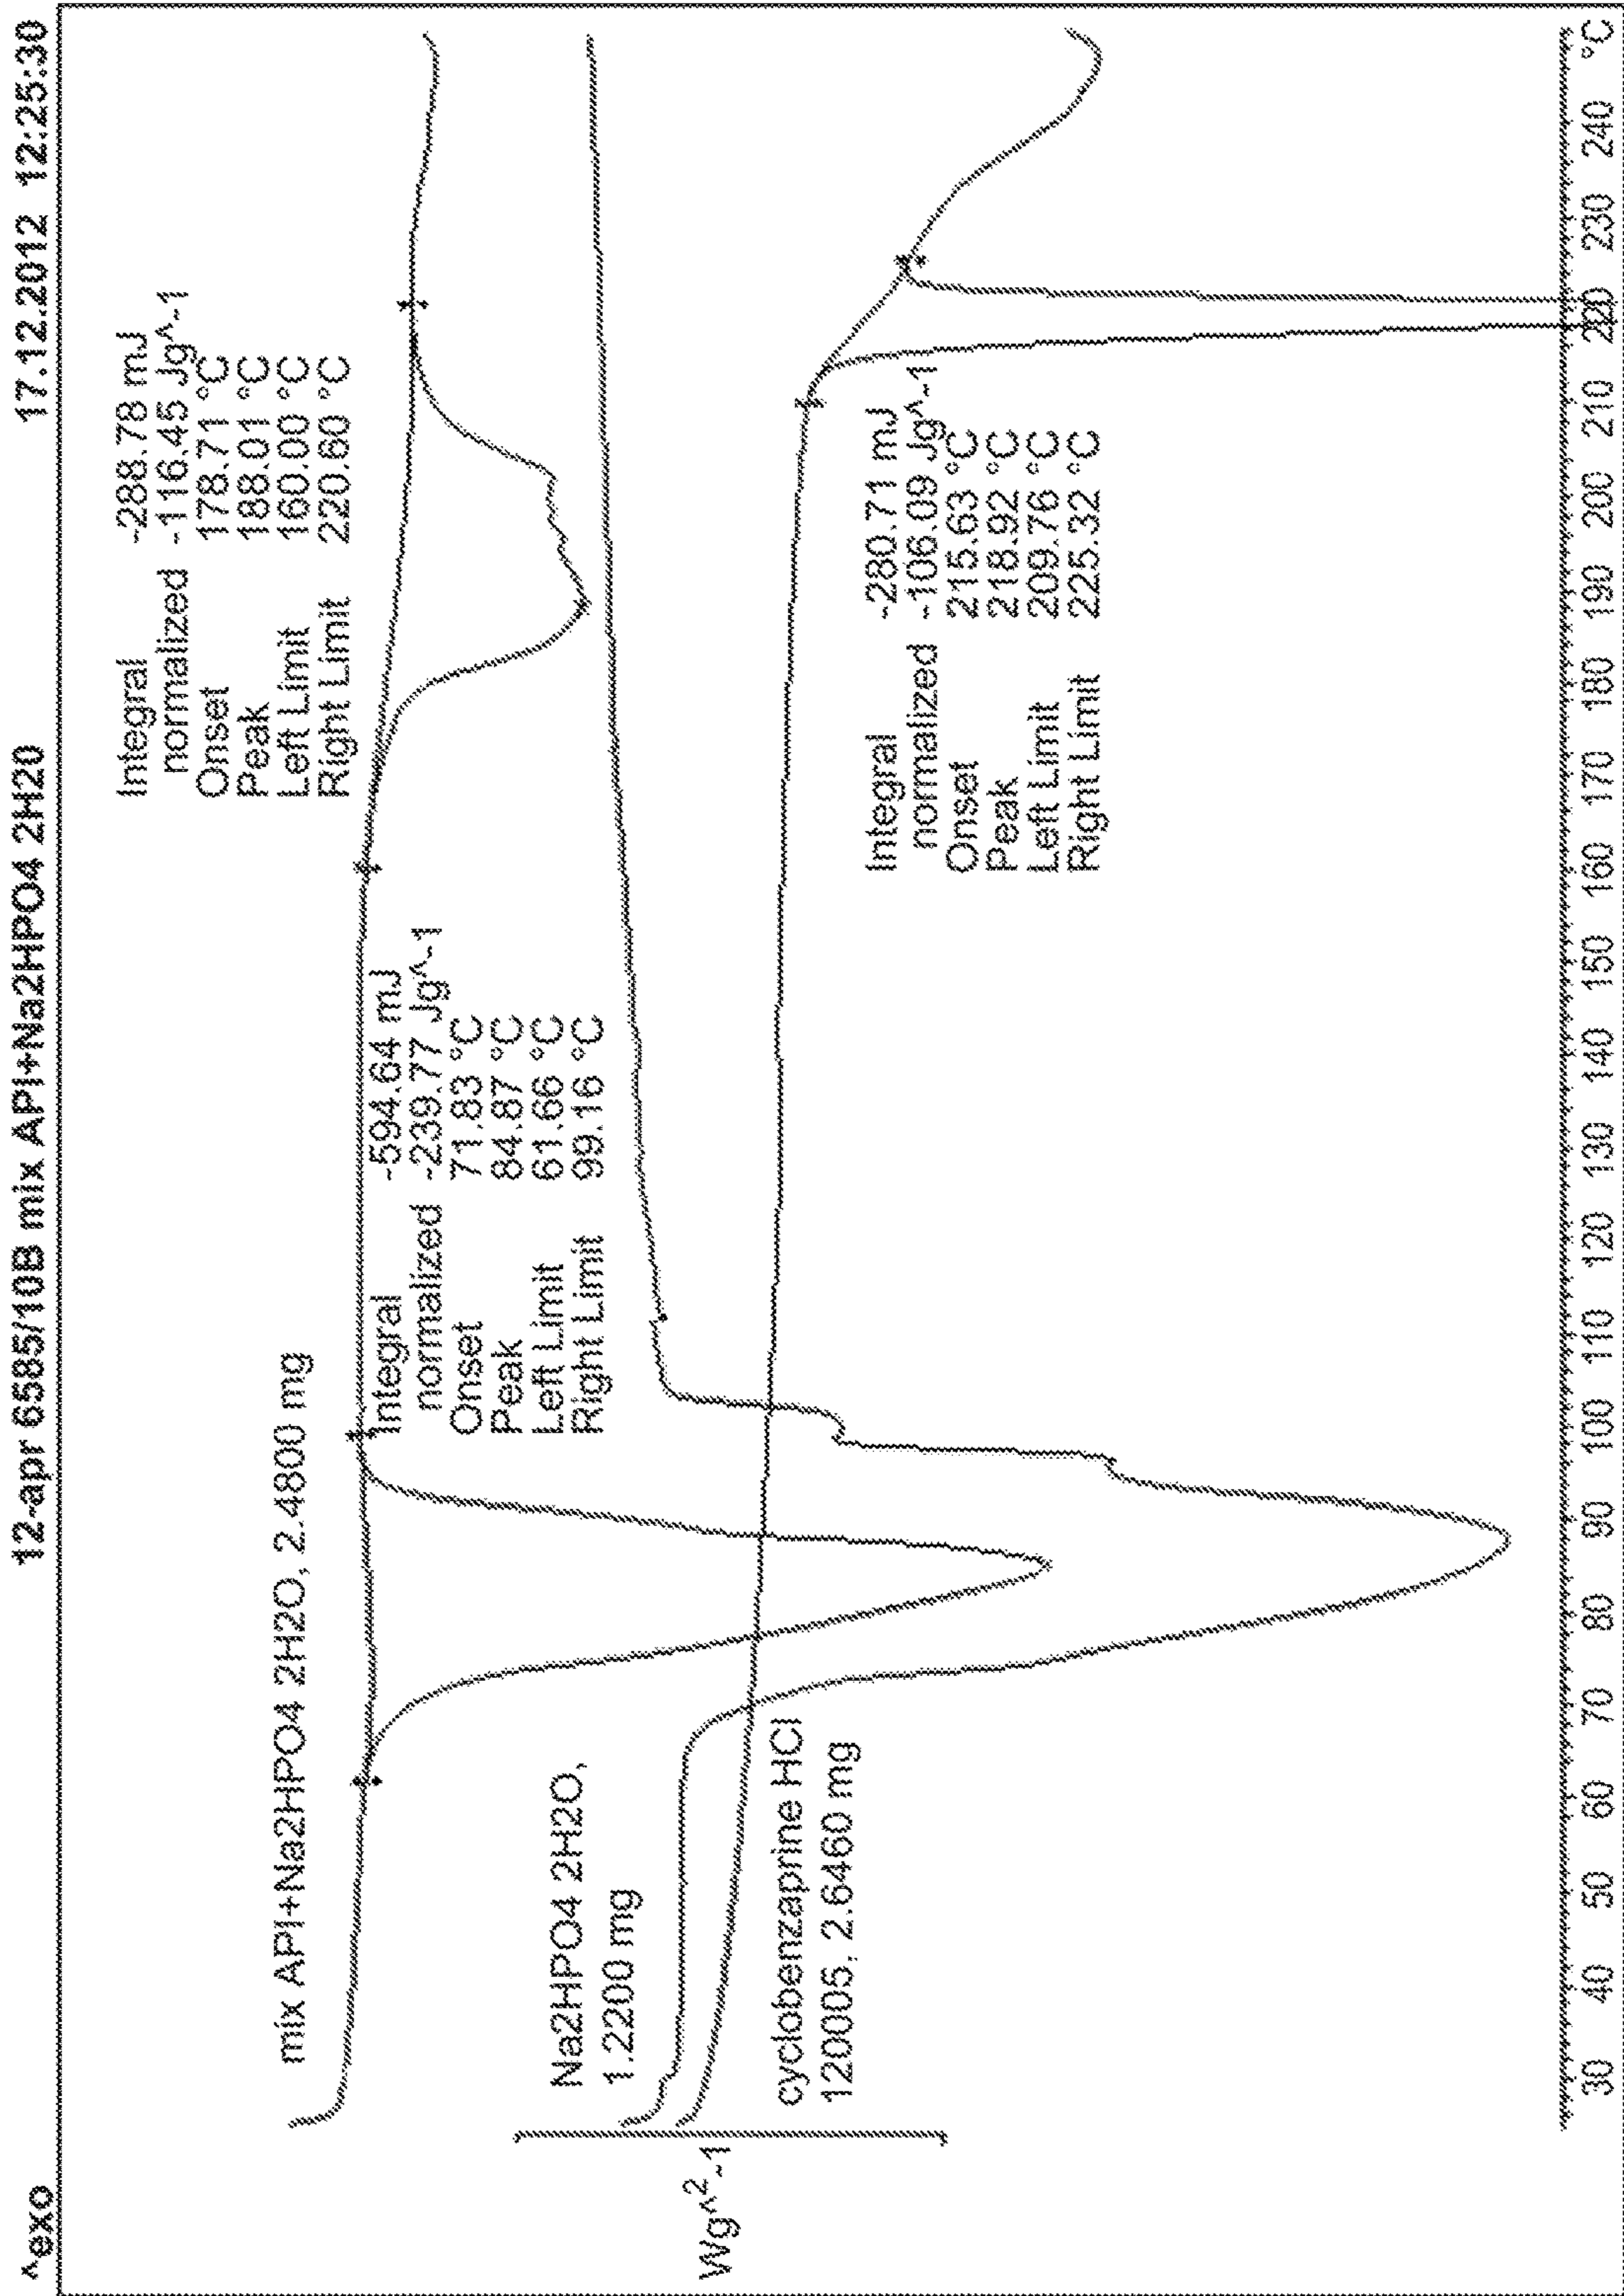 ^exo
12-apr 6585/10B mix API+Na2HPO4 2H20
17.12.2012 12:25:30
mix API+Na2HPO4 2H2O, 2.4800 mg
Integral -288.78 mJ
normalized -116.45 Jg^-1
Onset 178.71 °C
Peak 188.01 °C
Left Limit 160.00 °C
Right Limit 220.60 °C
Integral -594.64 mJ
normalized -239.77 Jg^-1
Onset 71.83 °C
Peak 84.87 °C
Left Limit 61.66 °C
Right Limit 99.16 °C
Na2HPO4 2H2O,
1.2200 mg
Wg^2-1
cyclobenzaprine HCl
120005, 2.6460 mg
Integral -280.71 mJ
normalized -106.09 Jg^-1
Onset 215.63 °C
Peak 218.92 °C
Left Limit 209.76 °C
Right Limit 225.32 °C
30 40 50 60 70 80 90 100 110 120 130 140 150 160 170 180 190 200 210 220 230 240 °C